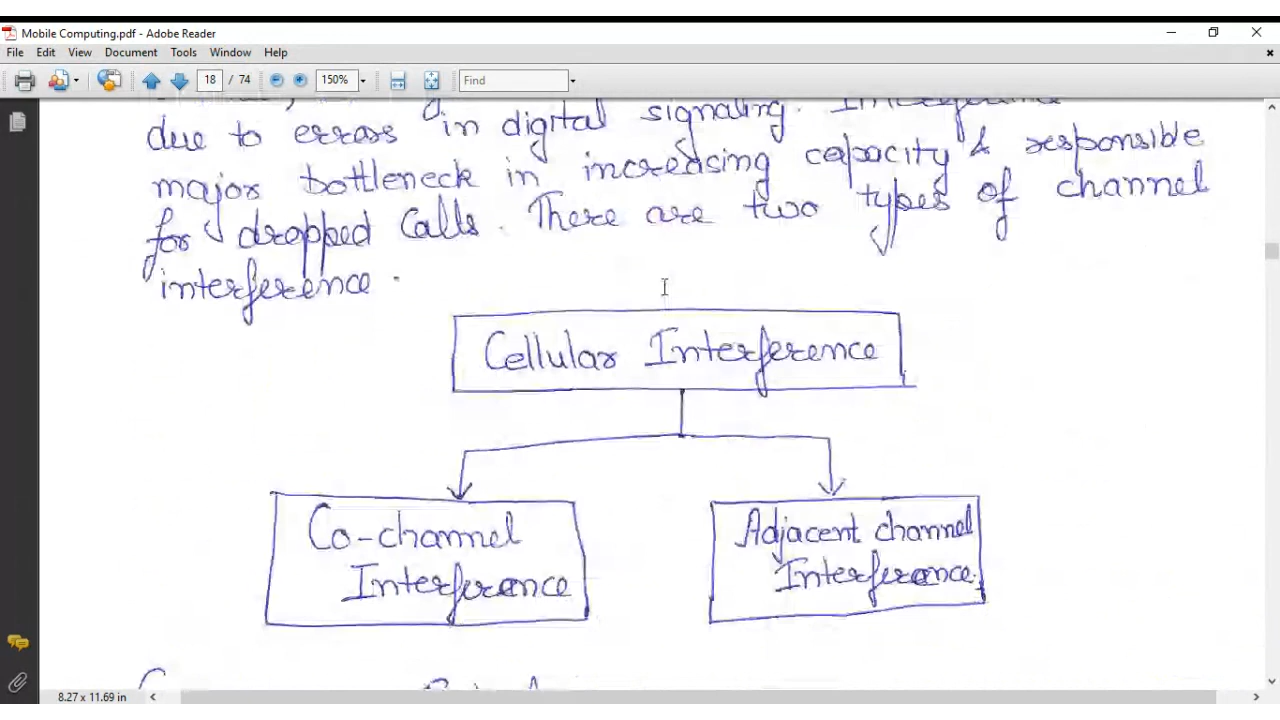 Mobile Computing.pdf - Adobe Reader
File Edit View Document Tools Window Help
18 / 74 150% Find
due to errors in digital signaling. Interference
major bottleneck in increasing capacity & responsible
for dropped Calls. There are two types of channel
interference.
Cellular Interference
Co-channel
Interference
Adjacent channel
Interference.
8.27 x 11.69 in